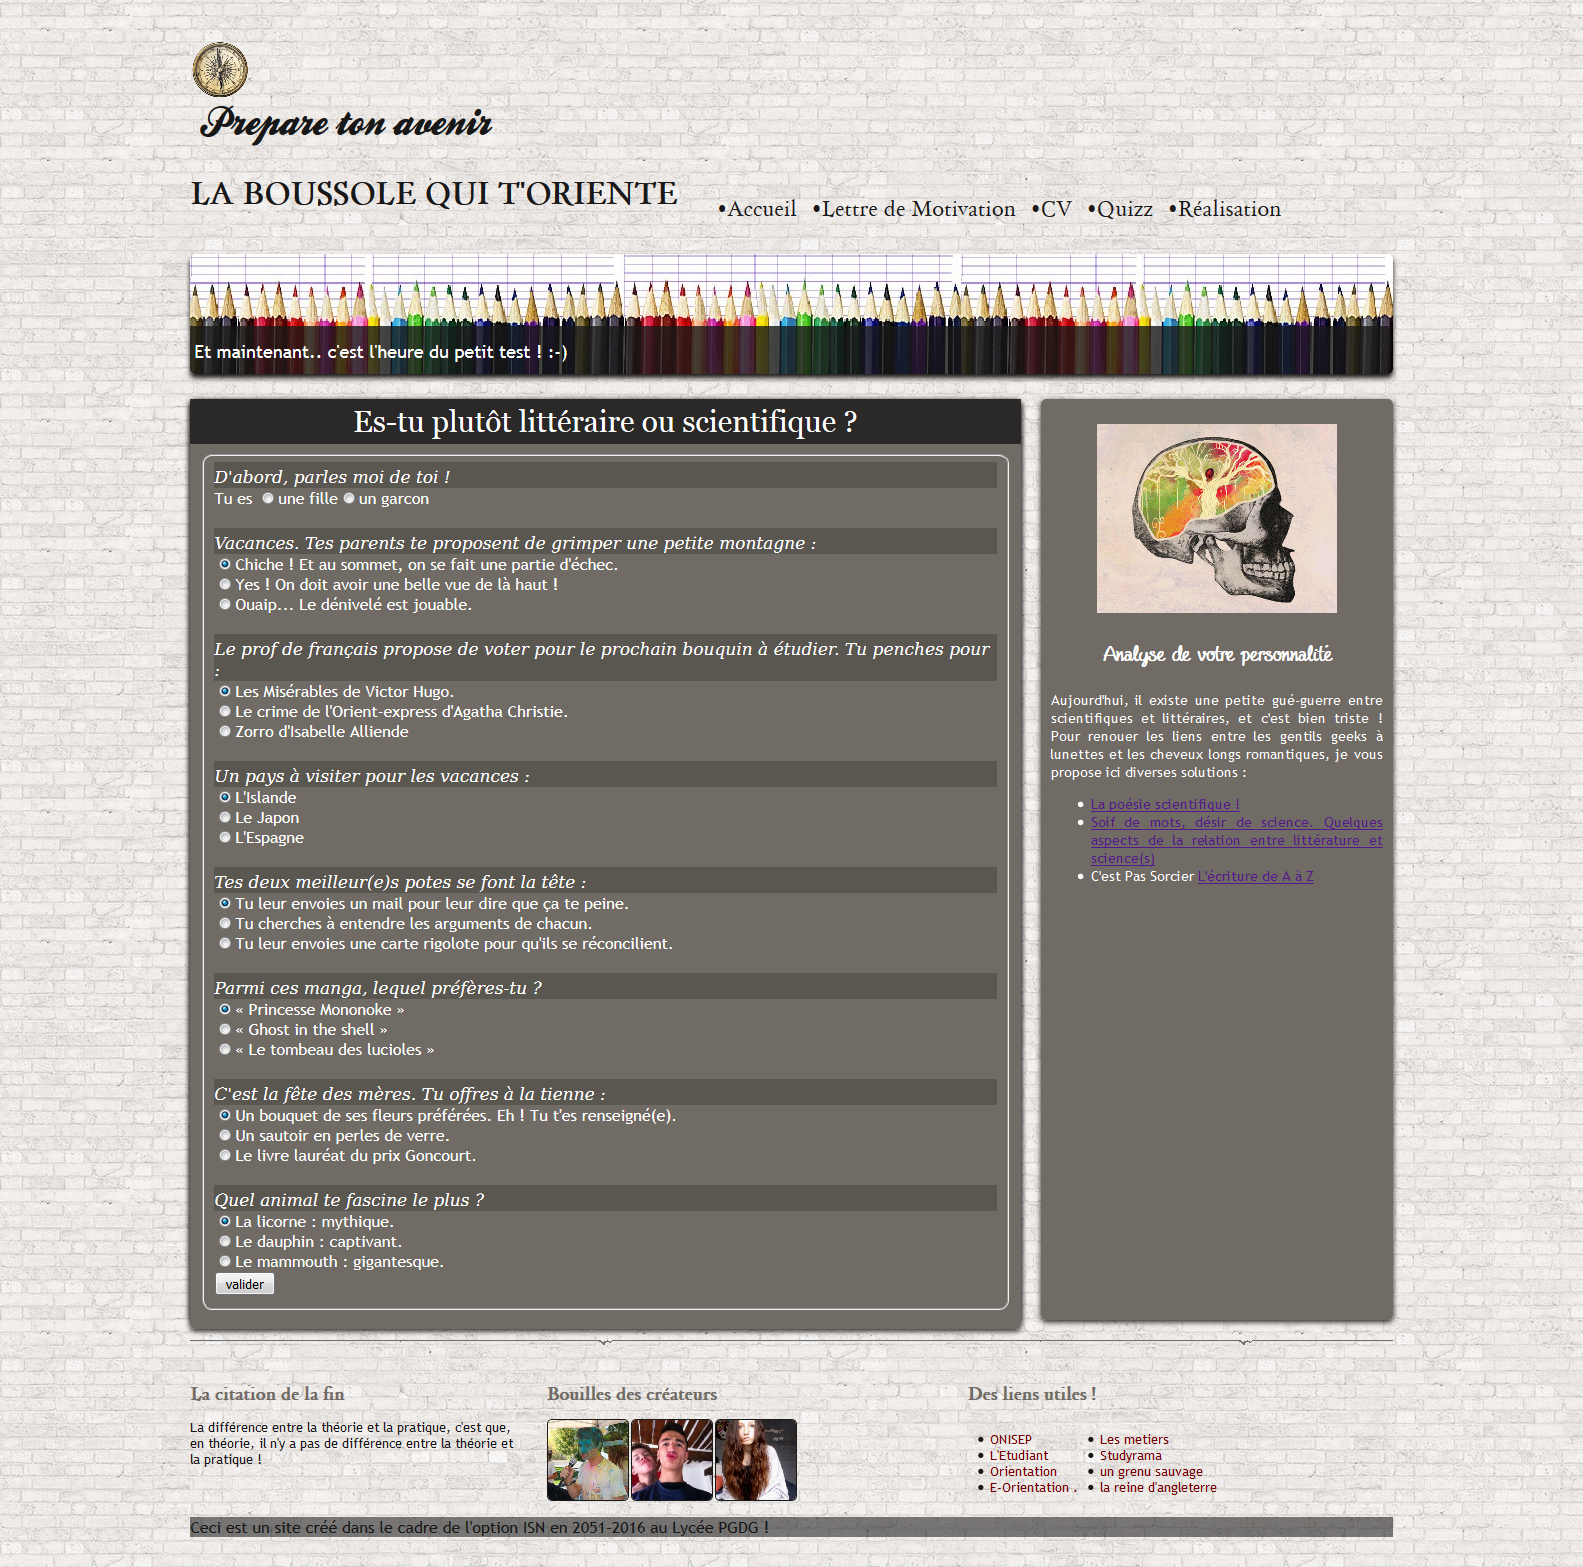 Prepare ton avenir
LA BOUSSOLE QUI T'ORIENTE
•Accueil •Lettre de Motivation •CV •Quizz •Réalisation
Et maintenant.. c'est l'heure du petit test ! :-)
Es-tu plutôt littéraire ou scientifique ?
D'abord, parles moi de toi !
Tu es une fille un garcon
Vacances. Tes parents te proposent de grimper une petite montagne :
Chiche ! Et au sommet, on se fait une partie d'échec.
Yes ! On doit avoir une belle vue de là haut !
Ouaip... Le dénivelé est jouable.
Le prof de français propose de voter pour le prochain bouquin à étudier. Tu penches pour
:
Les Misérables de Victor Hugo.
Le crime de l'Orient-express d'Agatha Christie.
Zorro d'Isabelle Alliende
Un pays à visiter pour les vacances :
L'Islande
Le Japon
L'Espagne
Tes deux meilleur(e)s potes se font la tête :
Tu leur envoies un mail pour leur dire que ça te peine.
Tu cherches à entendre les arguments de chacun.
Tu leur envoies une carte rigolote pour qu'ils se réconcilient.
Parmi ces manga, lequel préfères-tu ?
« Princesse Mononoke »
« Ghost in the shell »
« Le tombeau des lucioles »
C'est la fête des mères. Tu offres à la tienne :
Un bouquet de ses fleurs préférées. Eh ! Tu t'es renseigné(e).
Un sautoir en perles de verre.
Le livre lauréat du prix Goncourt.
Quel animal te fascine le plus ?
La licorne : mythique.
Le dauphin : captivant.
Le mammouth : gigantesque.
valider
Analyse de votre personnalité
Aujourd'hui, il existe une petite gué-guerre entre
scientifiques et littéraires, et c'est bien triste !
Pour renouer les liens entre les gentils geeks à
lunettes et les cheveux longs romantiques, je vous
propose ici diverses solutions :
• La poésie scientifique !
• Soif de mots, désir de science. Quelques
aspects de la relation entre littérature et
science(s)
• C'est Pas Sorcier L'écriture de A à Z
La citation de la fin
La différence entre la théorie et la pratique, c'est que,
en théorie, il n'y a pas de différence entre la théorie et
la pratique !
Bouilles des créateurs
Des liens utiles !
• ONISEP
• L'Etudiant
• Orientation
• E-Orientation .
• Les metiers
• Studyrama
• un grenu sauvage
• la reine d'angleterre
Ceci est un site créé dans le cadre de l'option ISN en 2051-2016 au Lycée PGDG !